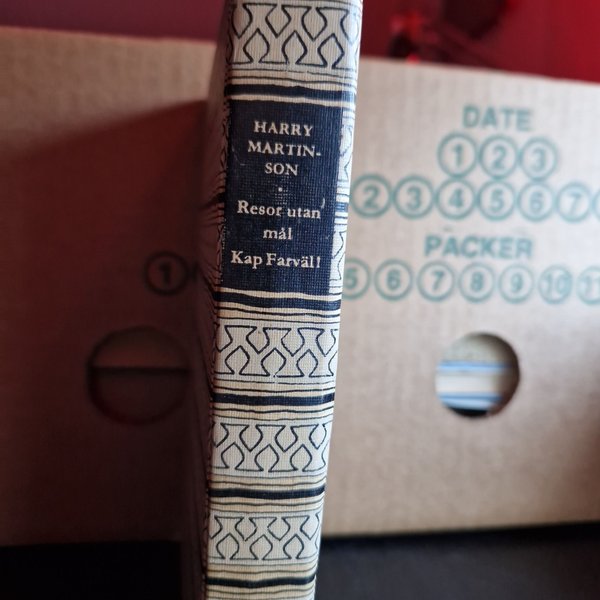 HARRY
MARTIN-
SON
·
Resor utan
mål
Kap Farväl!
DATE
1 2 3
2 3 4 5 6 7
PACKER
5 6 7 8 9 10 11
1